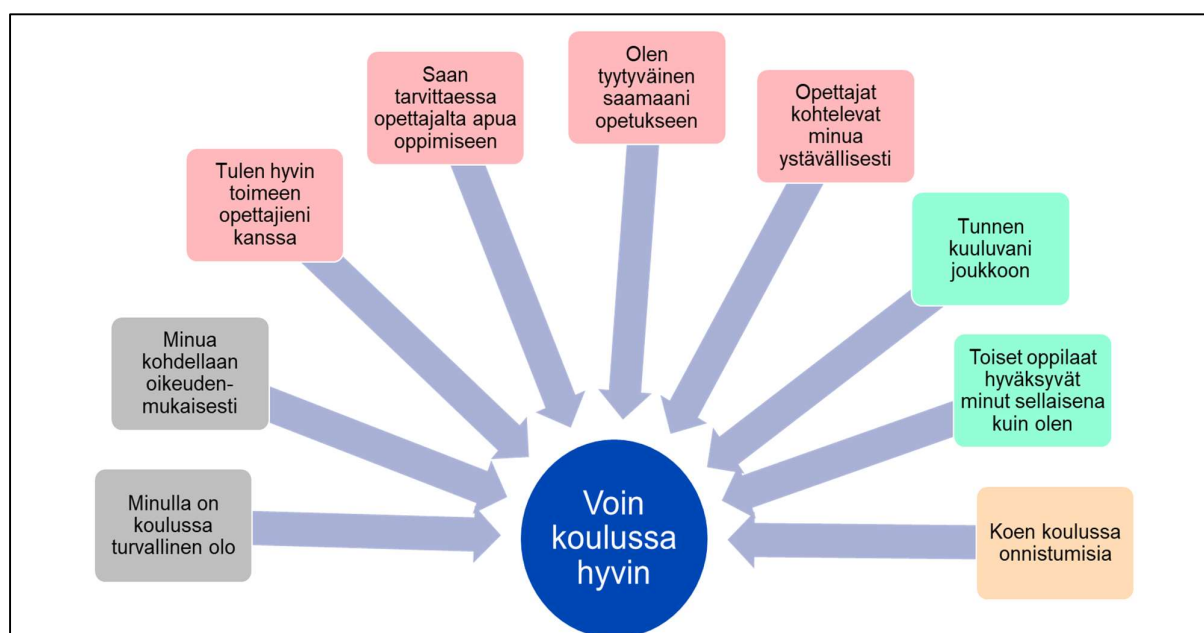 Minulla on
koulussa
turvallinen olo
Minua
kohdellaan
oikeuden-
mukaisesti
Tulen hyvin
toimeen
opettajieni
kanssa
Saan
tarvittaessa
opettajalta apua
oppimiseen
Olen
tyytyväinen
saamaani
opetukseen
Opettajat
kohtelevat
minua
ystävällisesti
Tunnen
kuuluvani
joukkoon
Toiset oppilaat
hyväksyvät
minut sellaisena
kuin olen
Koen koulussa
onnistumisia
Voin
koulussa
hyvin